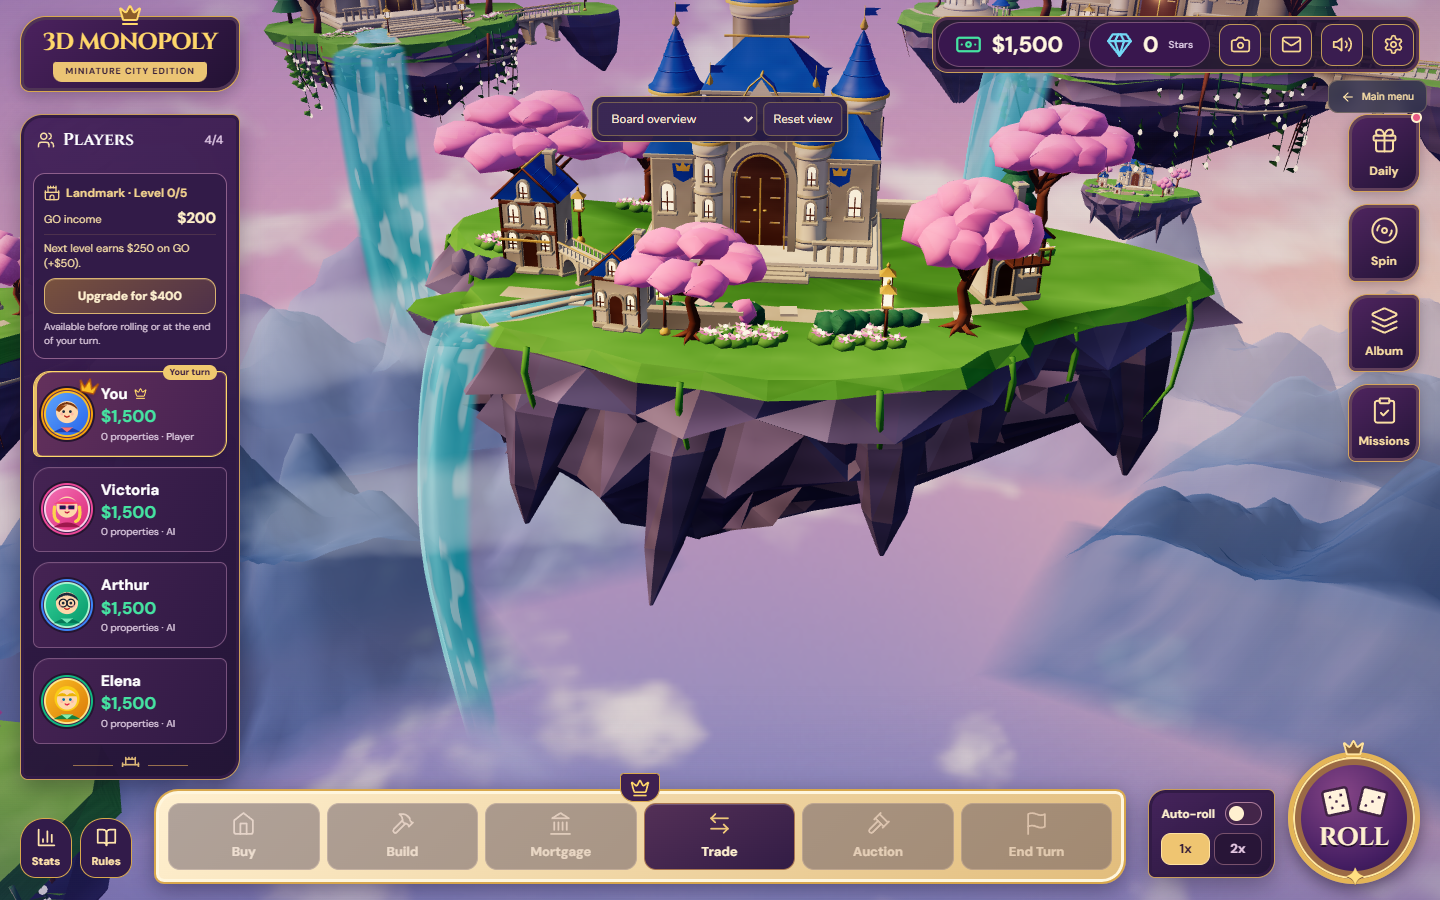 3D MONOPOLY
MINIATURE CITY EDITION
$1,500
0 Stars
Main menu
Board overview
Reset view
PLAYERS
4/4
Landmark · Level 0/5
GO income
$200
Next level earns $250 on GO
(+$50).
Upgrade for $400
Available before rolling or at the end
of your turn.
Your turn
You
$1,500
0 properties · Player
Victoria
$1,500
0 properties · AI
Arthur
$1,500
0 properties · AI
Elena
$1,500
0 properties · AI
Daily
Spin
Album
Missions
Stats
Rules
Buy
Build
Mortgage
Trade
Auction
End Turn
Auto-roll
1x
2x
ROLL